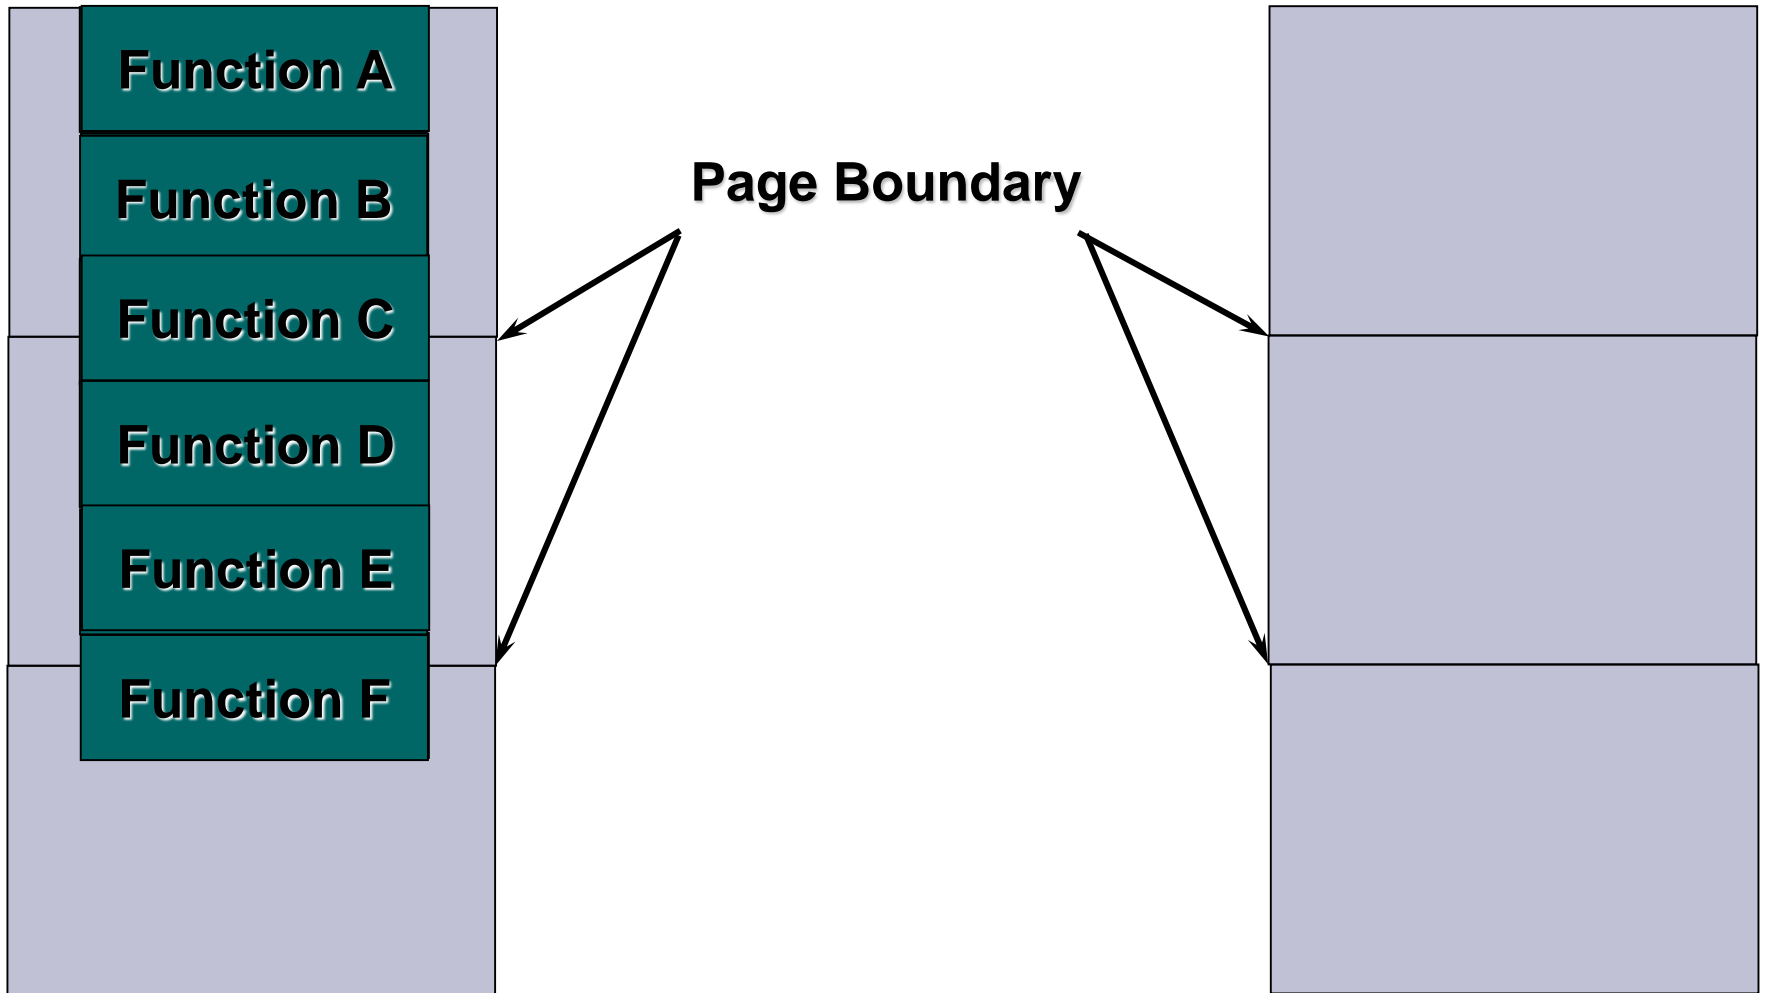 Function A
Function B
Function C
Function D
Function E
Function F
Page Boundary